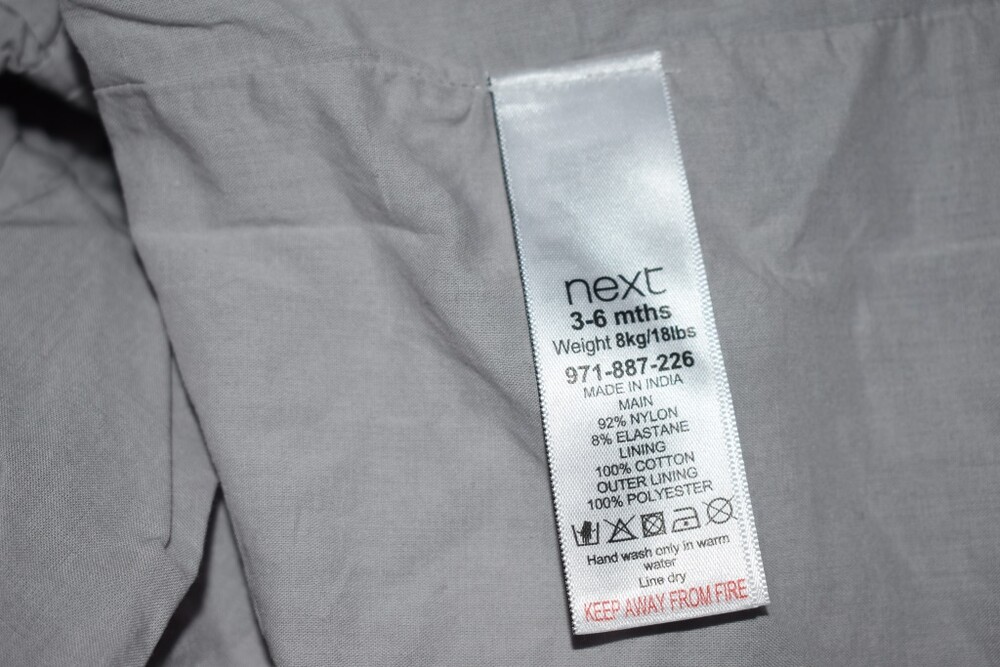 next
3-6 mths
Weight 8kg/18lbs
971-887-226
MADE IN INDIA
MAIN
92% NYLON
8% ELASTANE
LINING
100% COTTON
OUTER LINING
100% POLYESTER
Hand wash only in warm
water
Line dry
KEEP AWAY FROM FIRE